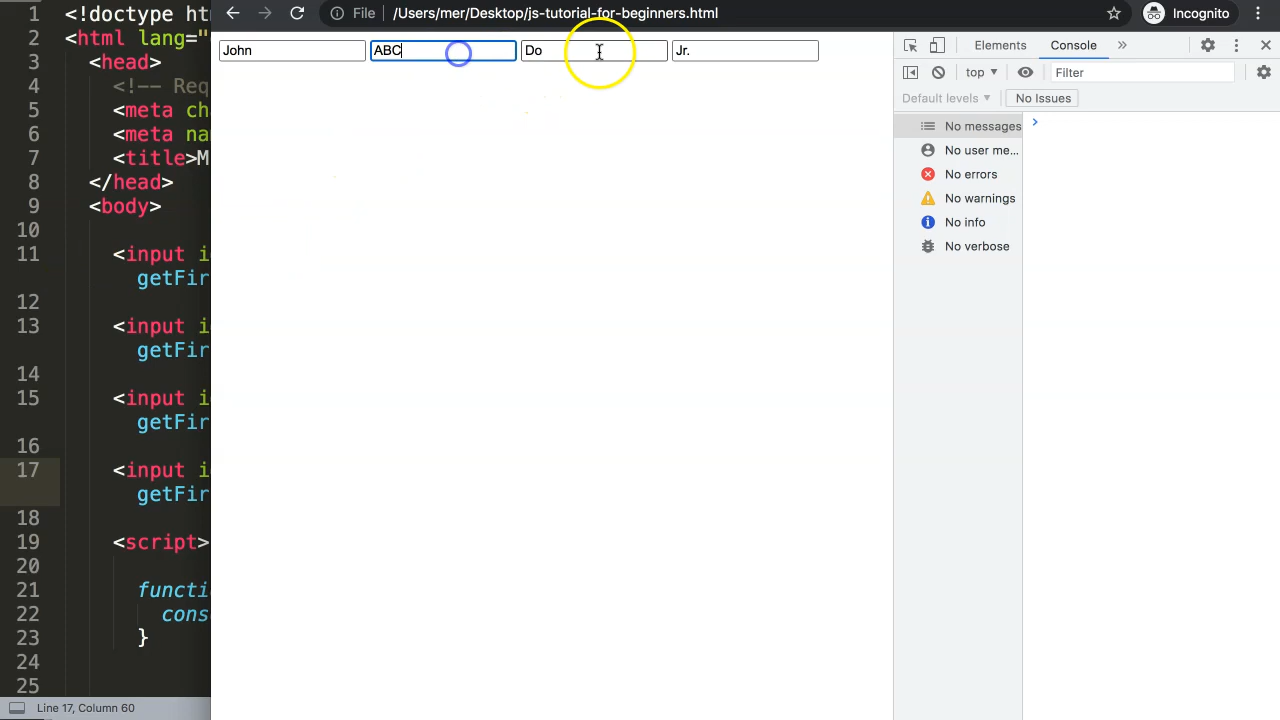 1 <!doctype h
2 <html lang="
3 <head>
4 <!-- Req
5 <meta ch
6 <meta na
7 <title>M
8 </head>
9 <body>
10
11 <input i
getFir
12
13 <input i
getFir
14
15 <input i
getFir
16
17 <input i
getFir
18
19 <script>
20
21 functi
22 cons
23 }
24
25
Line 17, Column 60
File /Users/mer/Desktop/js-tutorial-for-beginners.html Incognito
John ABC Do Jr.
Elements Console »
top ▾ Filter
Default levels ▾ No Issues
No messages
No user me...
No errors
No warnings
No info
No verbose